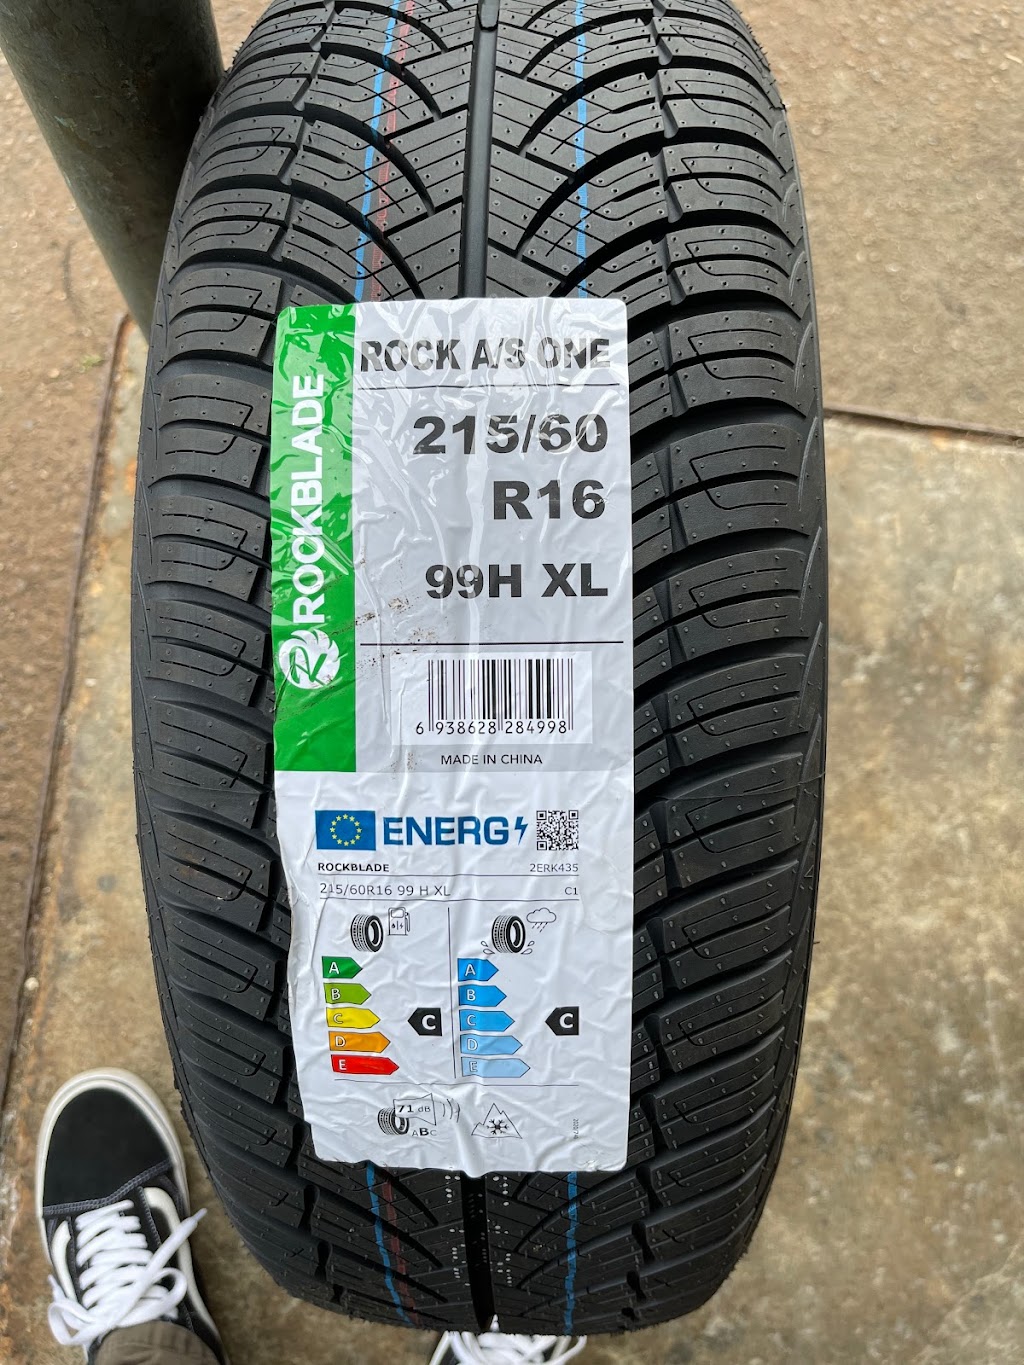 ROCKBLADE
ROCK A/S ONE
215/60
R16
99H XL
6 938628 284998
MADE IN CHINA
ENERG
ROCKBLADE 2ERK435
215/60R16 99 H XL C1
A A
B B
C C C C
D D
E E
71 dB
ABC